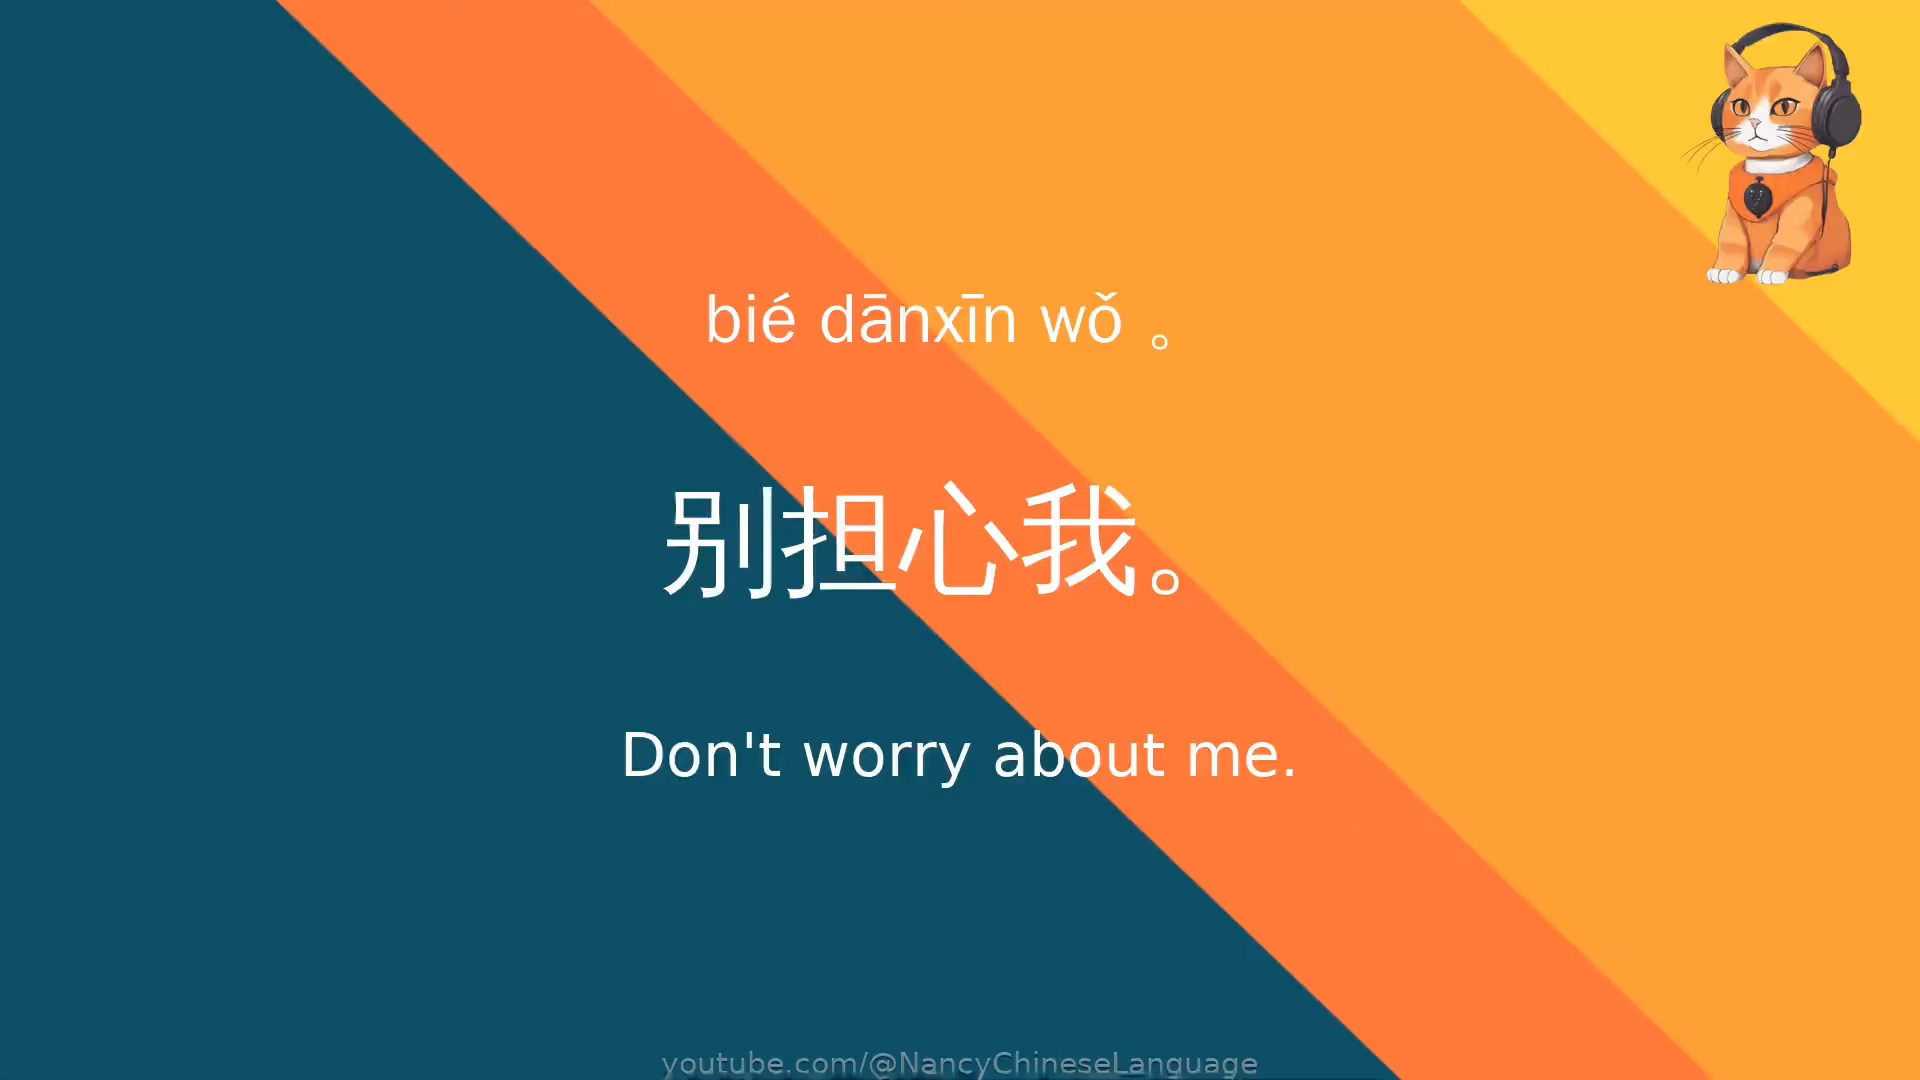 bié dānxīn wǒ 。
别担心我。
Don't worry about me.
youtube.com/@NancyChineseLanguage